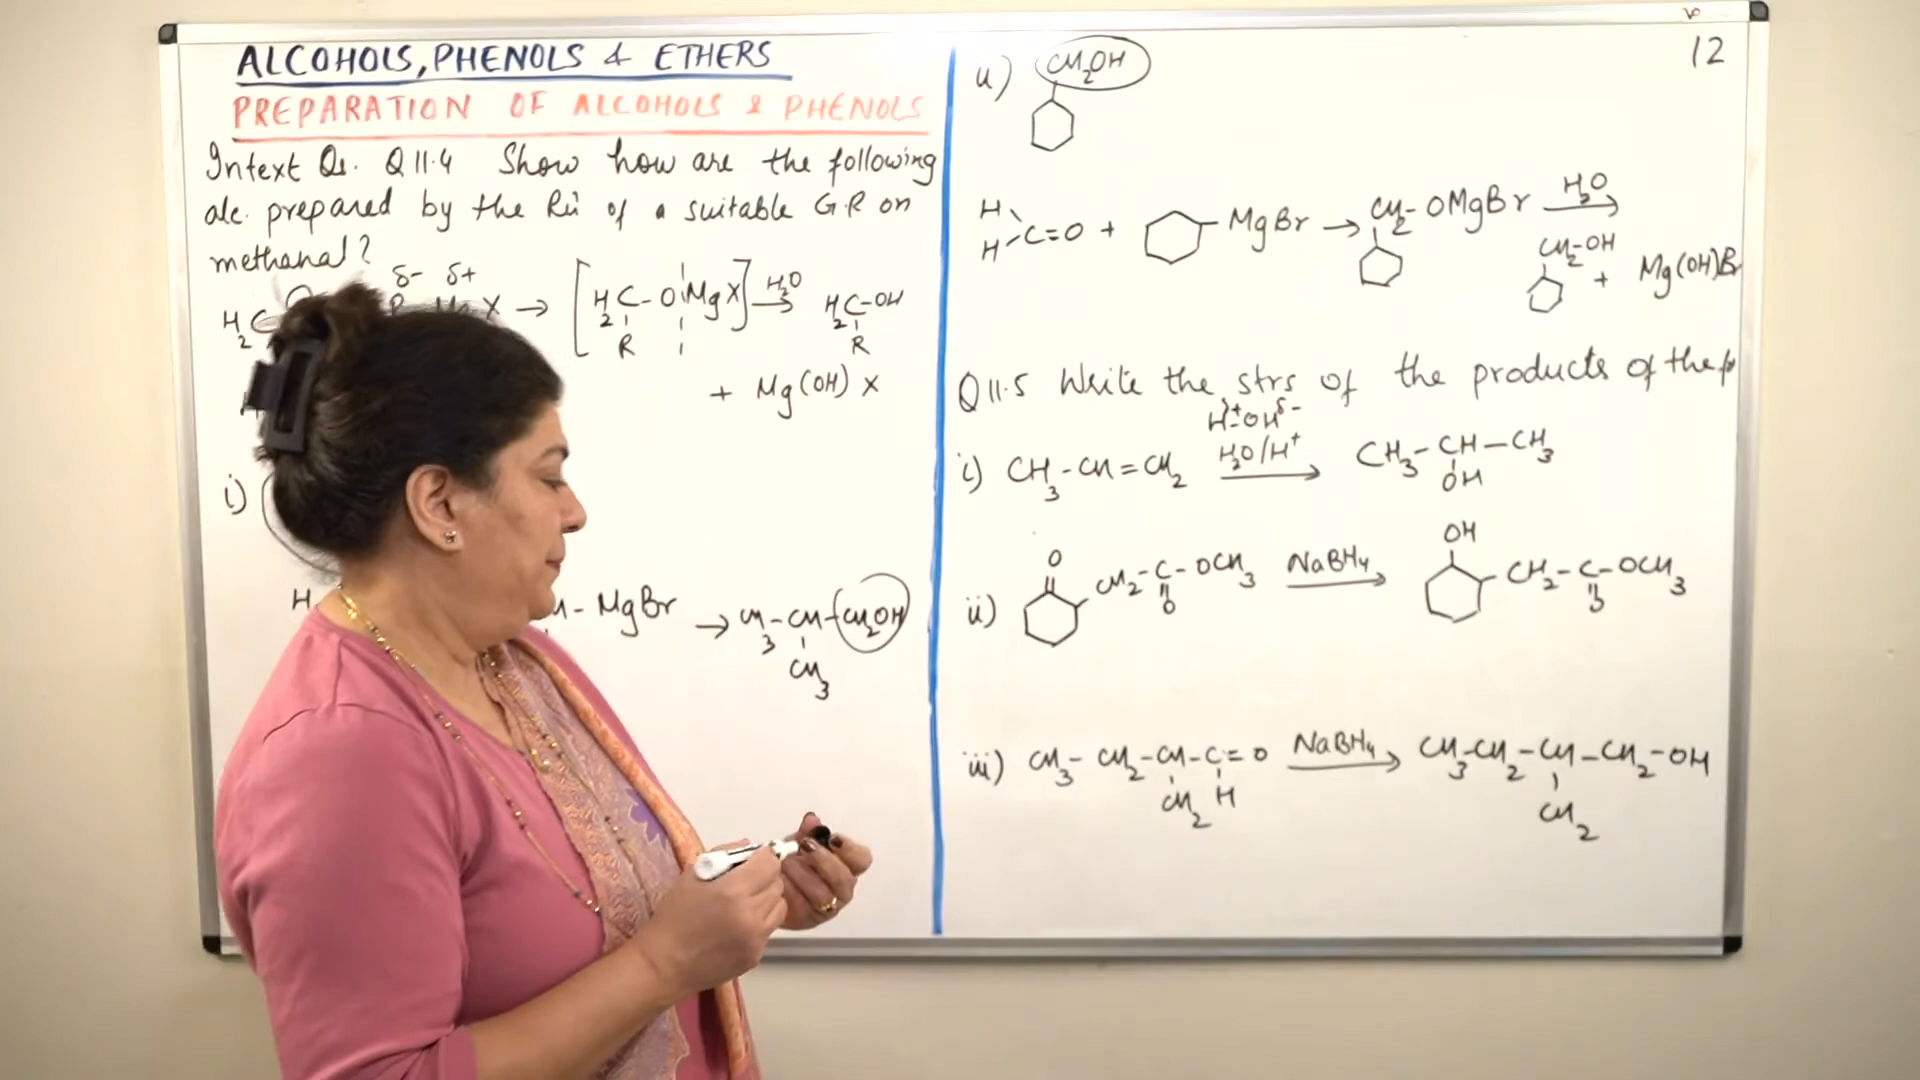 ALCOHOLS, PHENOLS & ETHERS
PREPARATION OF ALCOHOLS & PHENOLS
Intext Qs. Q 11.4 Show how are the following
alc. prepared by the Rn of a suitable G.R on
methanal?
δ- δ+
H2C X → [H2C-O MgX] H2O→ H2C-OH
R R
+ Mg(OH)X
i)
H - MgBr → CH3-CH-CH2OH
CH3
12
ii) CH2OH
H
H C=O + MgBr → CH2-OMgBr H2O→
CH2-OH + Mg(OH)Br
Q 11.5 Write the strs of the products of the
H+-OHδ-
i) CH3-CH=CH2 H2O/H+→ CH3-CH-CH3
OH
ii) O CH2-C-OCH3 NaBH4→ OH CH2-C-OCH3
O
iii) CH3-CH2-CH-C=O NaBH4→ CH3-CH2-CH-CH2-OH
CH2 H CH2